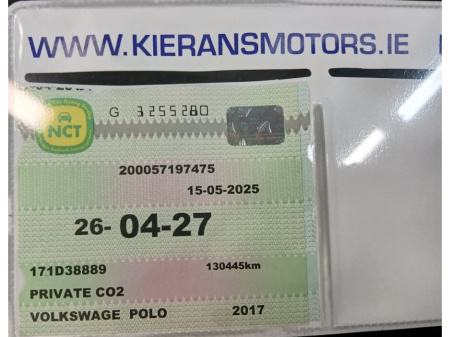 WWW.KIERANSMOTORS.IE
NCT
G 3255280
200057197475
15-05-2025
26- 04-27
171D38889
130445km
PRIVATE CO2
VOLKSWAGE POLO 2017